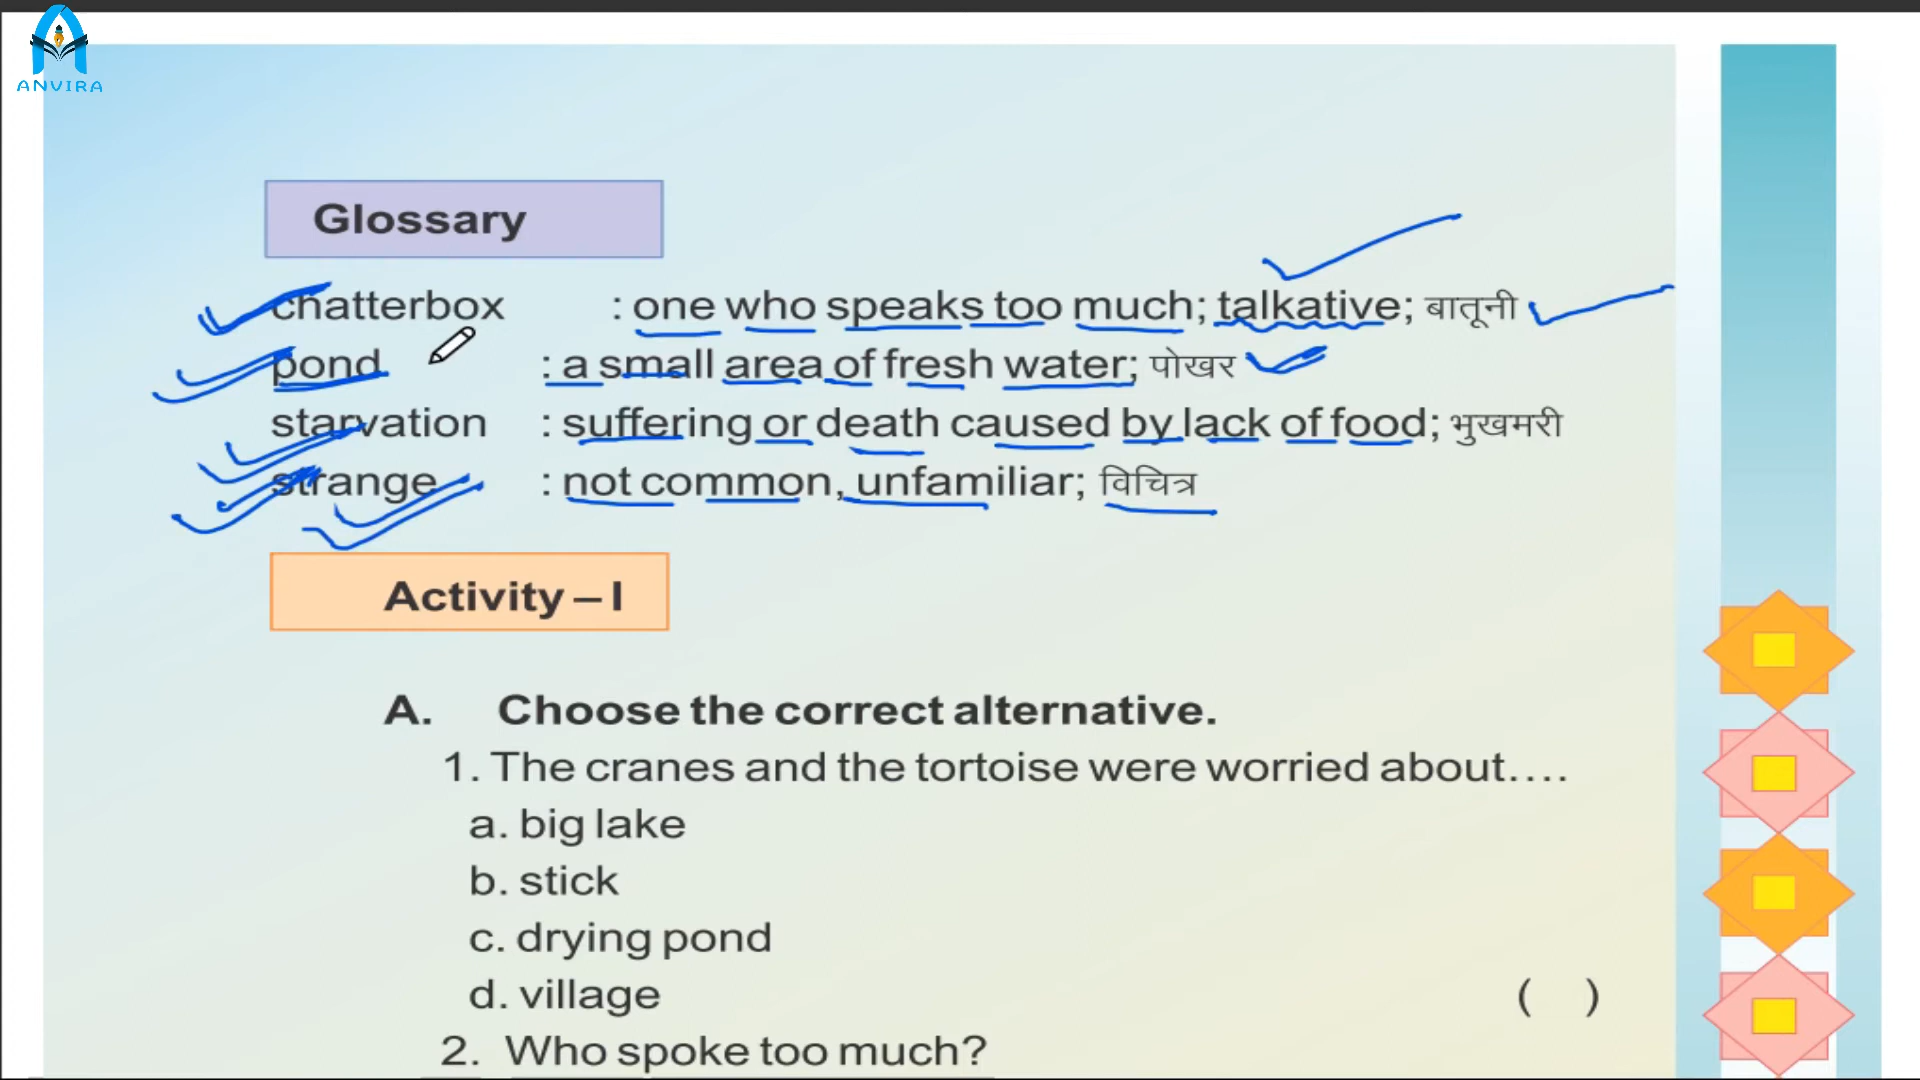 ANVIRA
Glossary
chatterbox : one who speaks too much; talkative; बातूनी
pond : a small area of fresh water; पोखर
starvation : suffering or death caused by lack of food; भुखमरी
strange : not common, unfamiliar; विचित्र
Activity – I
A. Choose the correct alternative.
1. The cranes and the tortoise were worried about....
a. big lake
b. stick
c. drying pond
d. village ( )
2. Who spoke too much?